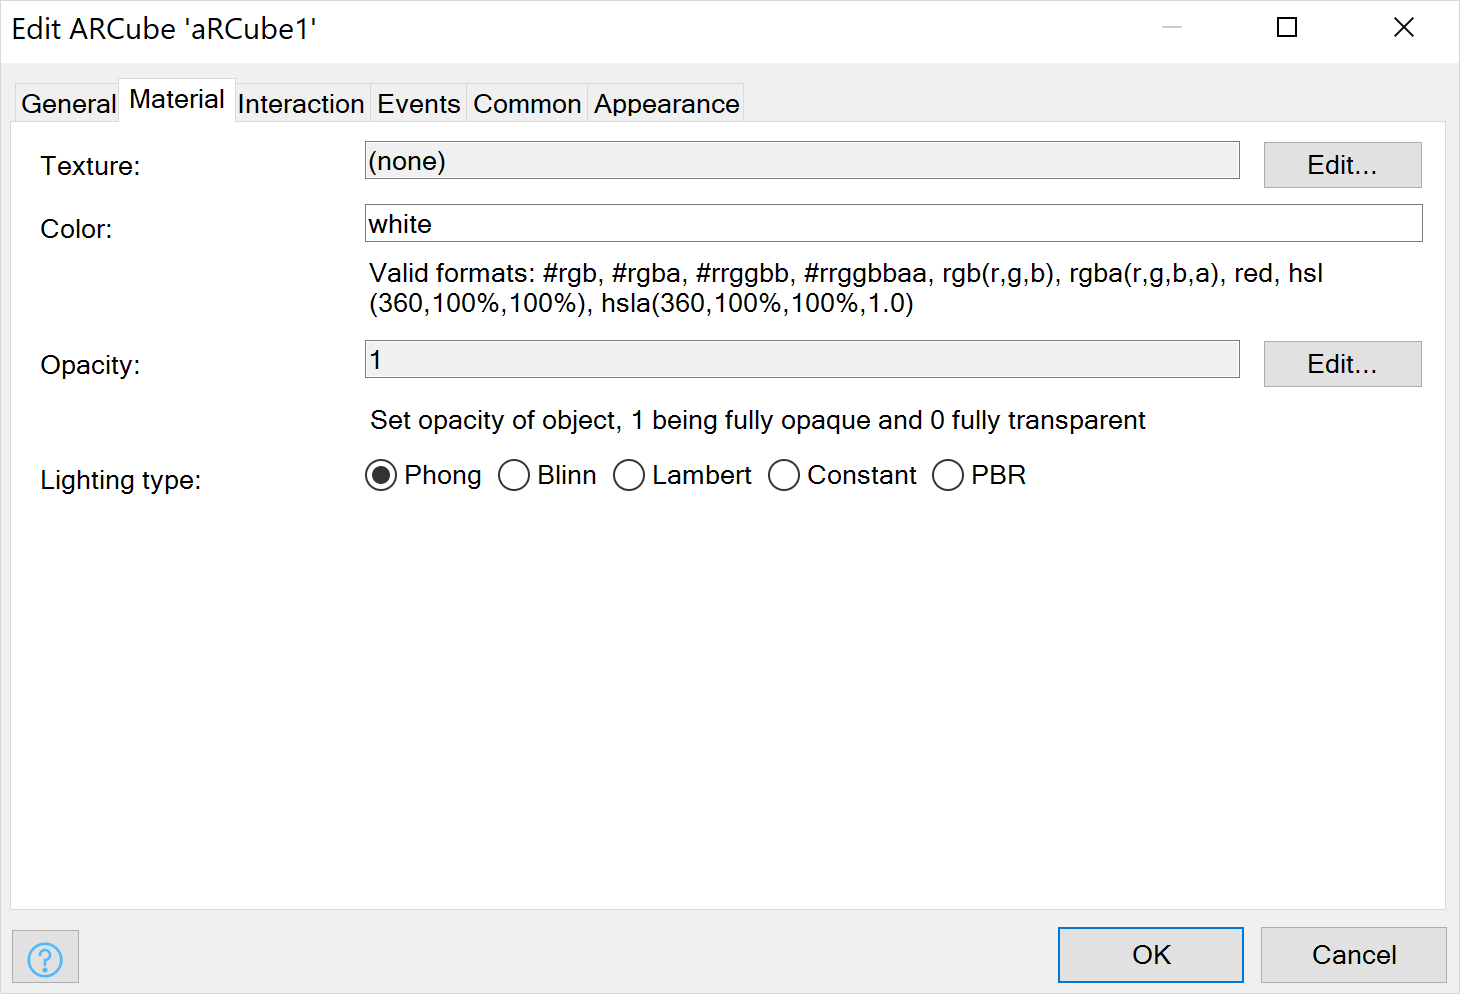 Edit ARCube 'aRCube1'
General Material Interaction Events Common Appearance
Texture: (none) Edit...
Color: white
Valid formats: #rgb, #rgba, #rrggbb, #rrggbbaa, rgb(r,g,b), rgba(r,g,b,a), red, hsl
(360,100%,100%), hsla(360,100%,100%,1.0)
Opacity: 1 Edit...
Set opacity of object, 1 being fully opaque and 0 fully transparent
Lighting type: Phong Blinn Lambert Constant PBR
? OK Cancel